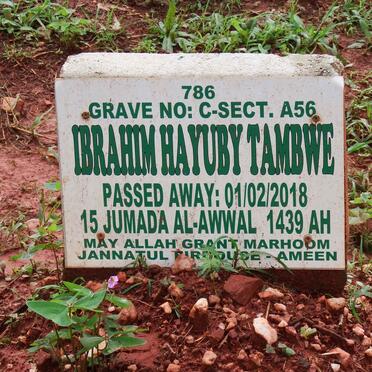 786
GRAVE NO: C-SECT. A56
IBRAHIM HAYUBY TAMBWE
PASSED AWAY: 01/02/2018
15 JUMADA AL-AWWAL 1439 AH
MAY ALLAH GRANT MARHOOM
JANNATUL FIRDOUSE - AMEEN